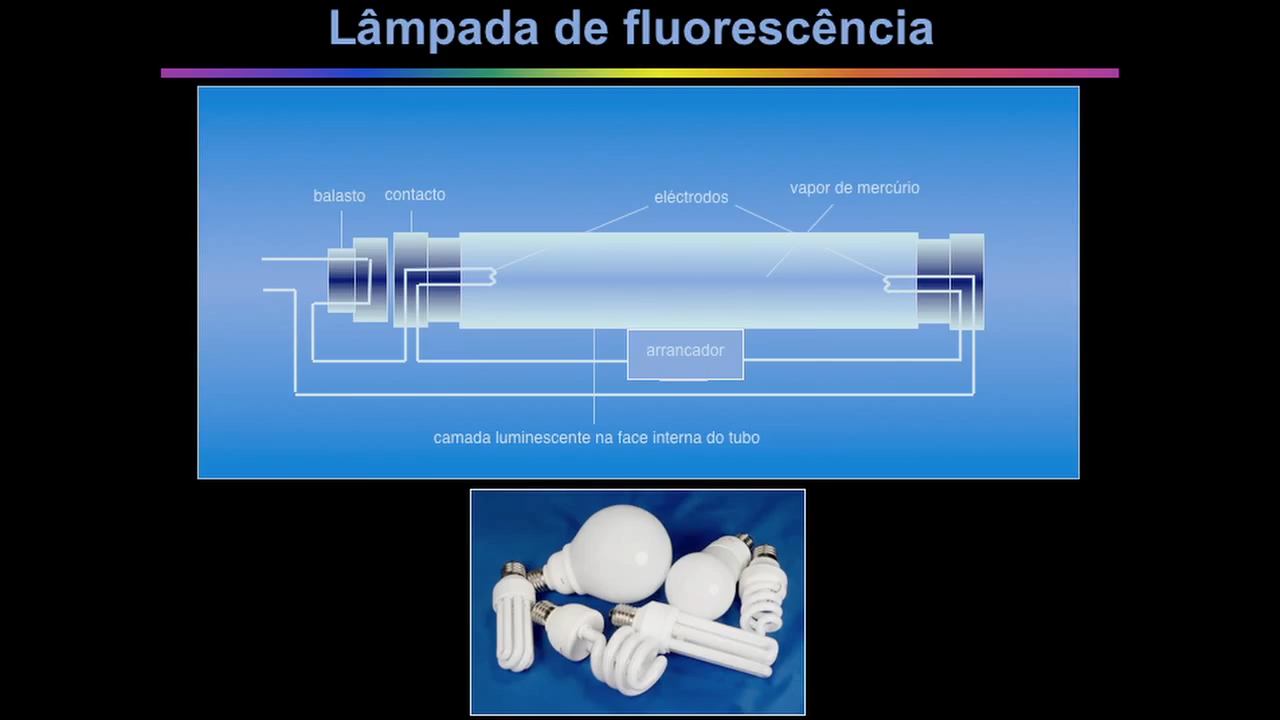 Lâmpada de fluorescência
balasto
contacto
eléctrodos
vapor de mercúrio
arrancador
camada luminescente na face interna do tubo